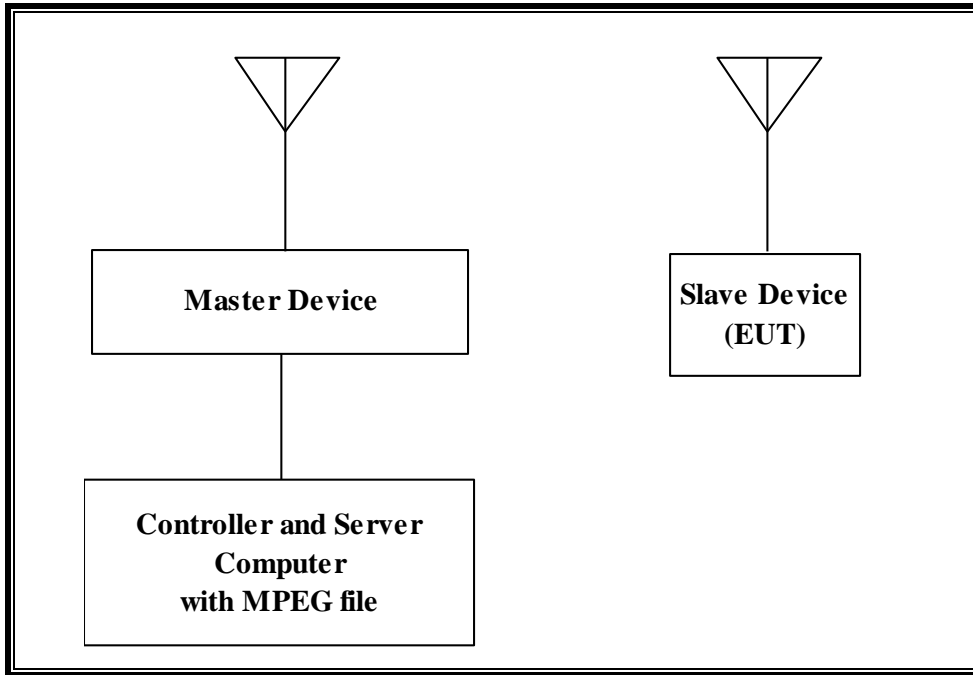 Master Device
Slave Device
(EUT)
Controller and Server
Computer
with MPEG file